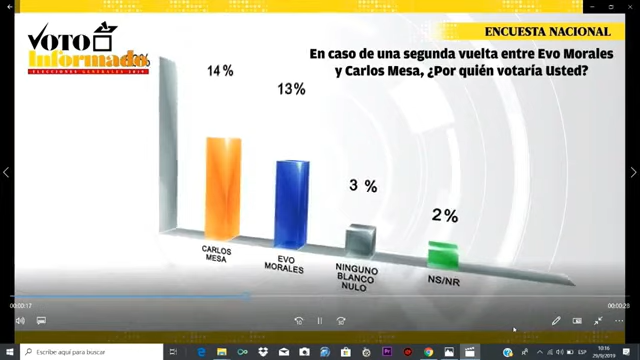 VOTO
Informado
ELECCIONES GENERALES 2019
ENCUESTA NACIONAL
En caso de una segunda vuelta entre Evo Morales
y Carlos Mesa, ¿Por quién votaría Usted?
14 %
13%
3 %
2%
CARLOS
MESA
EVO
MORALES
NINGUNO
BLANCO
NULO
NS/NR
00:00:17
00:00:28
Escribe aquí para buscar
ESP
10:16
29/9/2019